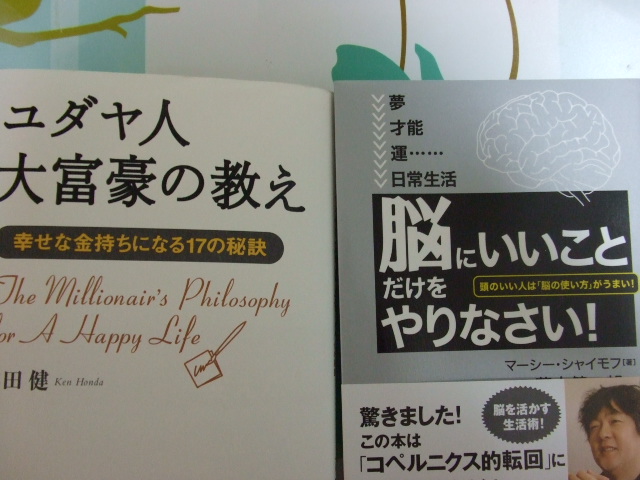 ユダヤ人
大富豪の教え
幸せな金持ちになる17の秘訣
The Millionair's Philosophy
for A Happy Life
田 健 Ken Honda
夢
才能
運……
日常生活
脳にいいこと
だけを
やりなさい!
頭のいい人は「脳の使い方」がうまい!
マーシー・シャイモフ[著]
驚きました!
この本は
「コペルニクス的転回」に
脳を活かす
生活術!